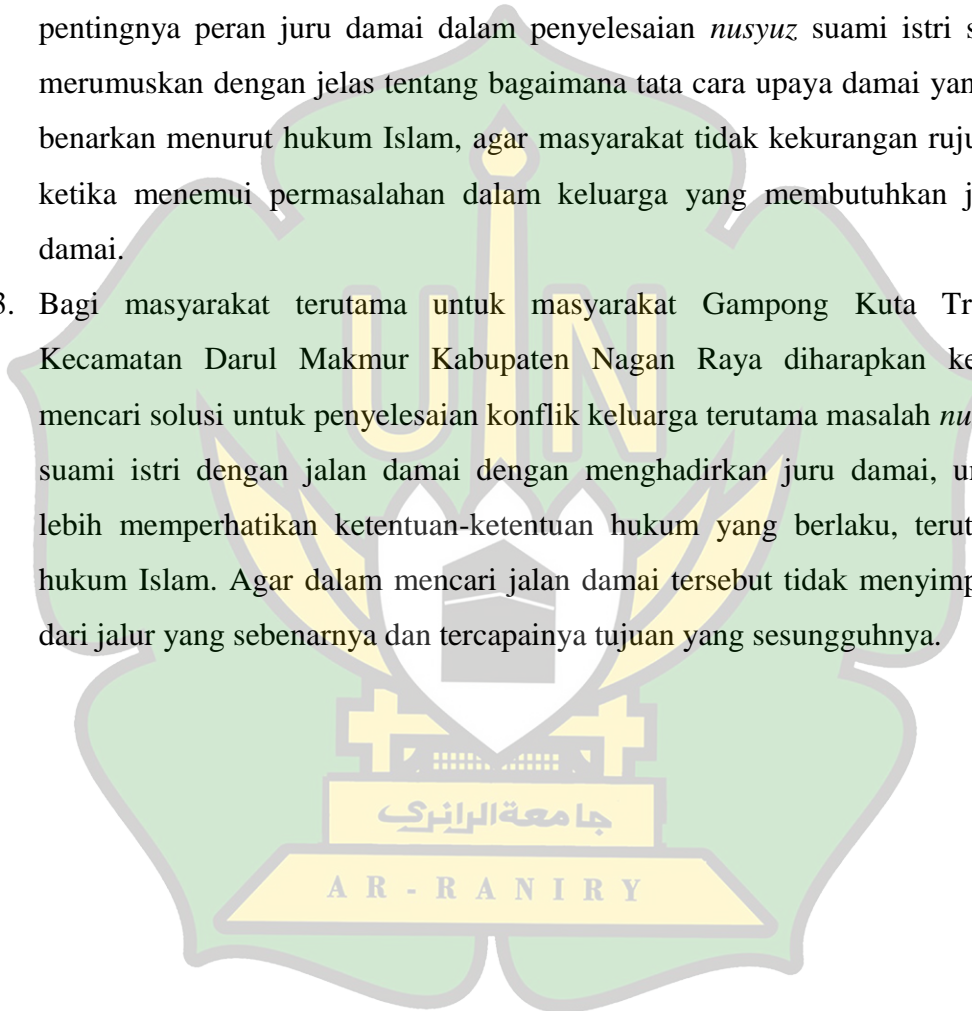 pentingnya peran juru damai dalam penyelesaian nusyuz suami istri s
merumuskan dengan jelas tentang bagaimana tata cara upaya damai yan
benarkan menurut hukum Islam, agar masyarakat tidak kekurangan ruju
ketika menemui permasalahan dalam keluarga yang membutuhkan j
damai.
3. Bagi masyarakat terutama untuk masyarakat Gampong Kuta Tr
Kecamatan Darul Makmur Kabupaten Nagan Raya diharapkan ke
mencari solusi untuk penyelesaian konflik keluarga terutama masalah nu
suami istri dengan jalan damai dengan menghadirkan juru damai, u
lebih memperhatikan ketentuan-ketentuan hukum yang berlaku, terut
hukum Islam. Agar dalam mencari jalan damai tersebut tidak menyimp
dari jalur yang sebenarnya dan tercapainya tujuan yang sesungguhnya.
UIN
جامعة الرانري
AR-RANIRY